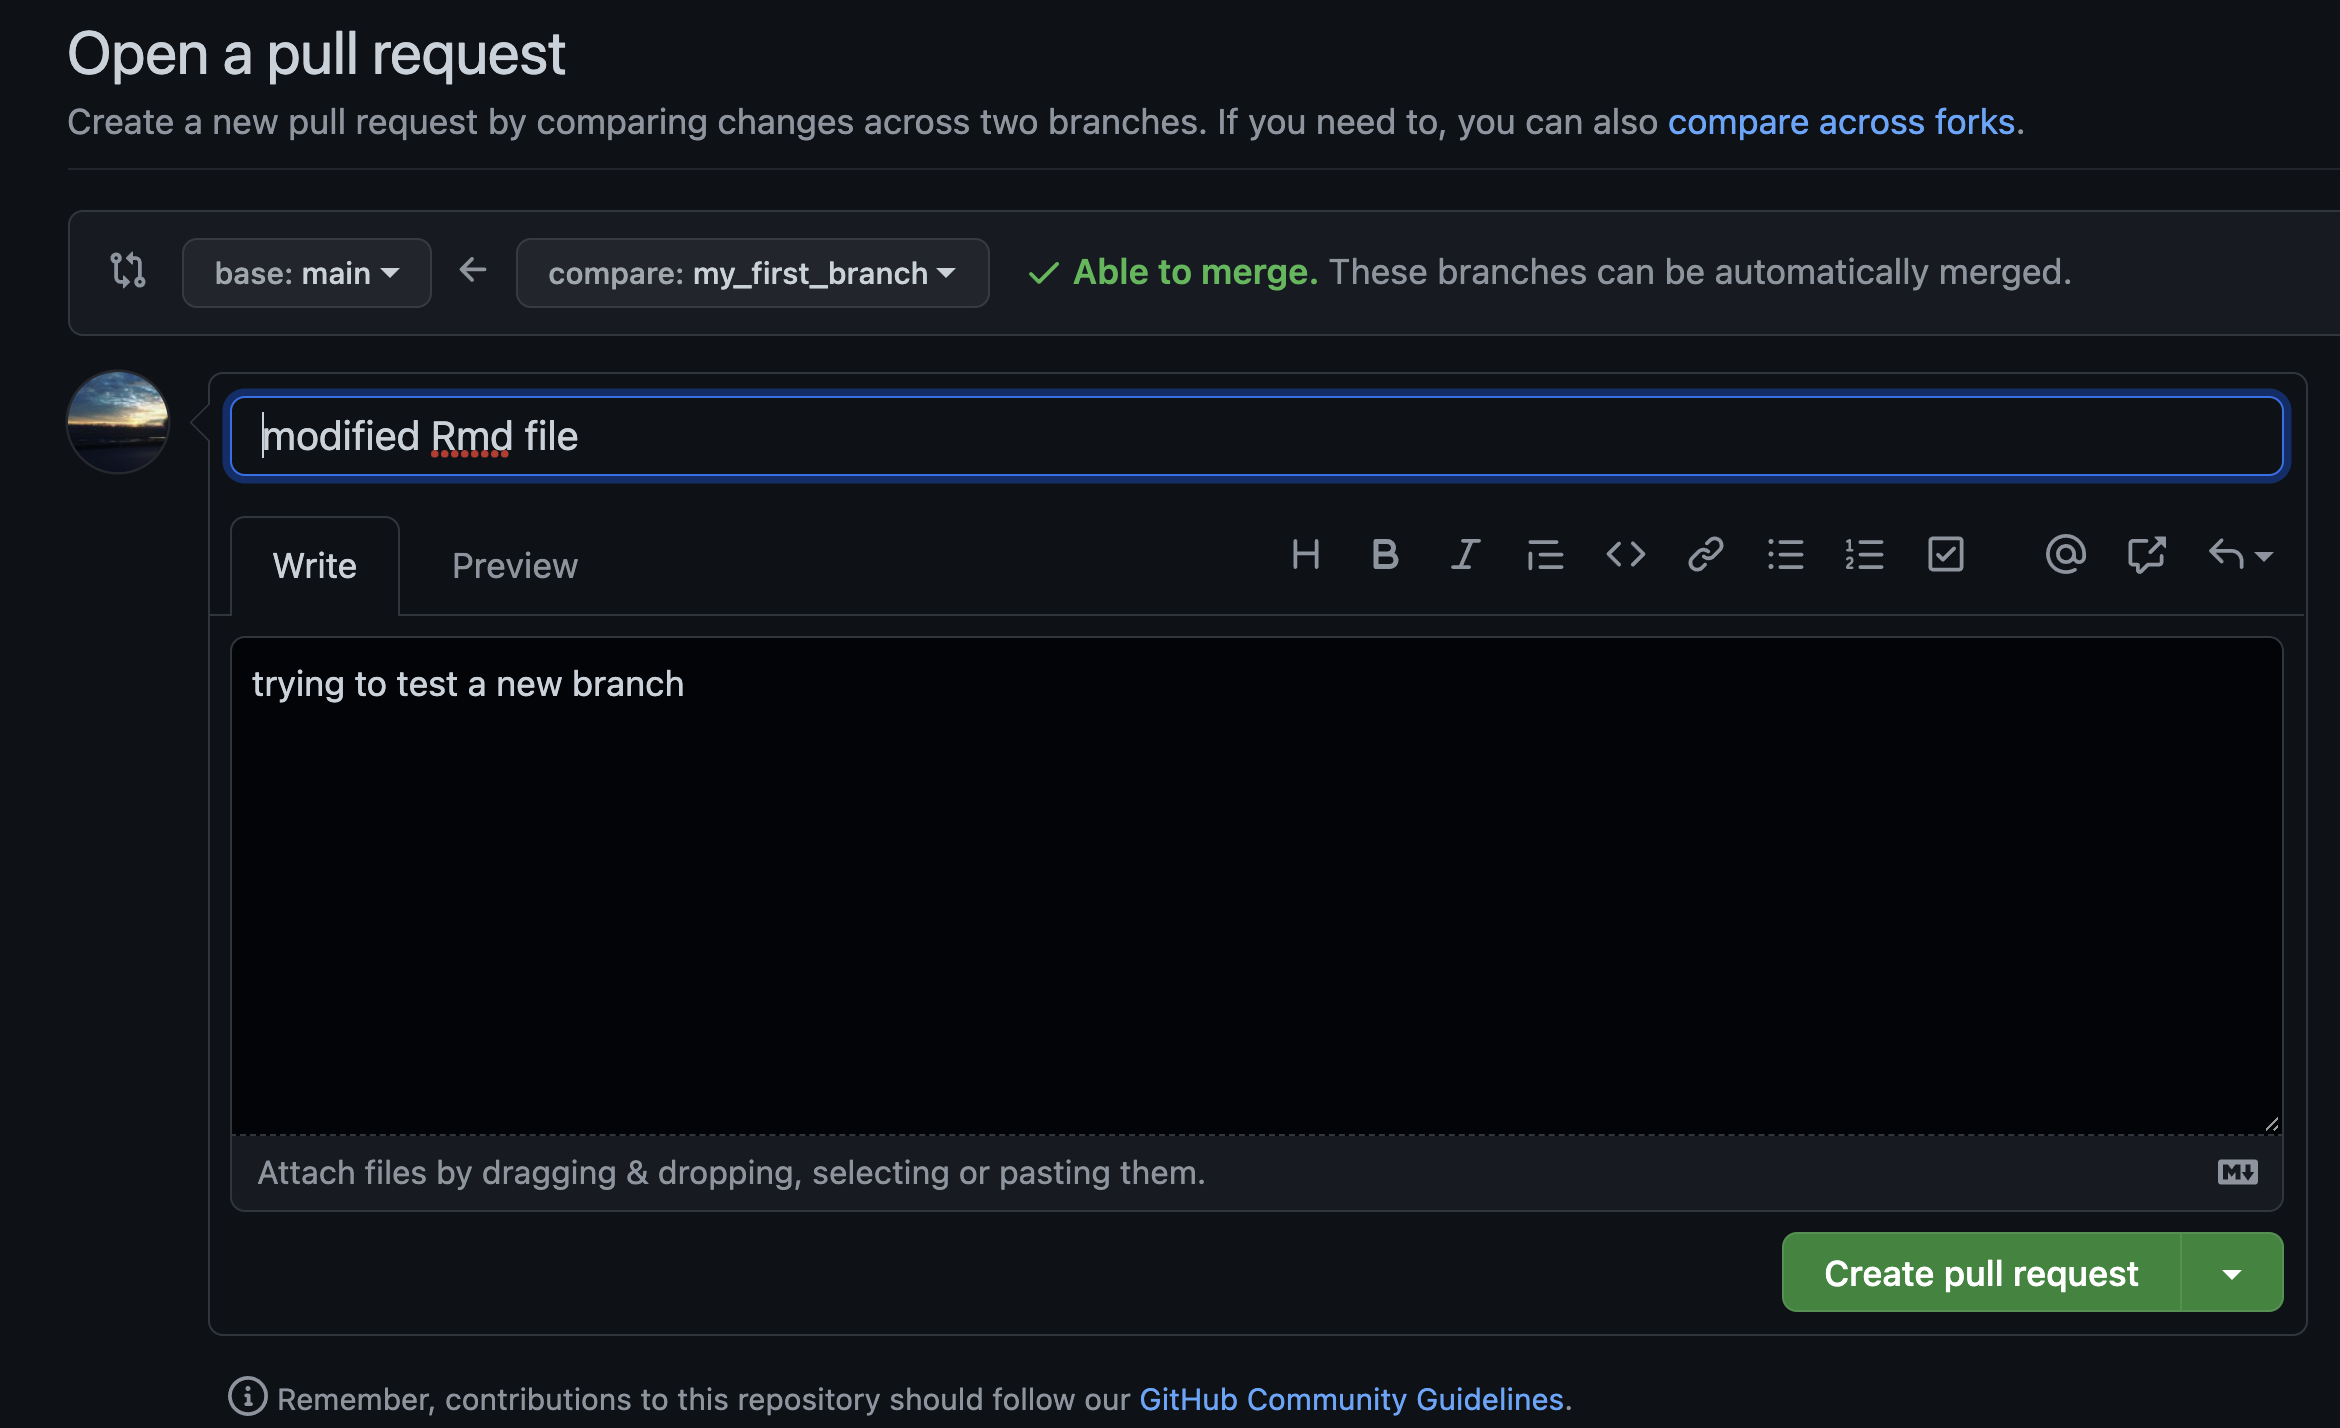 Open a pull request
Create a new pull request by comparing changes across two branches. If you need to, you can also compare across forks.
base: main compare: my_first_branch Able to merge. These branches can be automatically merged.
modified Rmd file
Write Preview
trying to test a new branch
Attach files by dragging & dropping, selecting or pasting them.
Create pull request
Remember, contributions to this repository should follow our GitHub Community Guidelines.